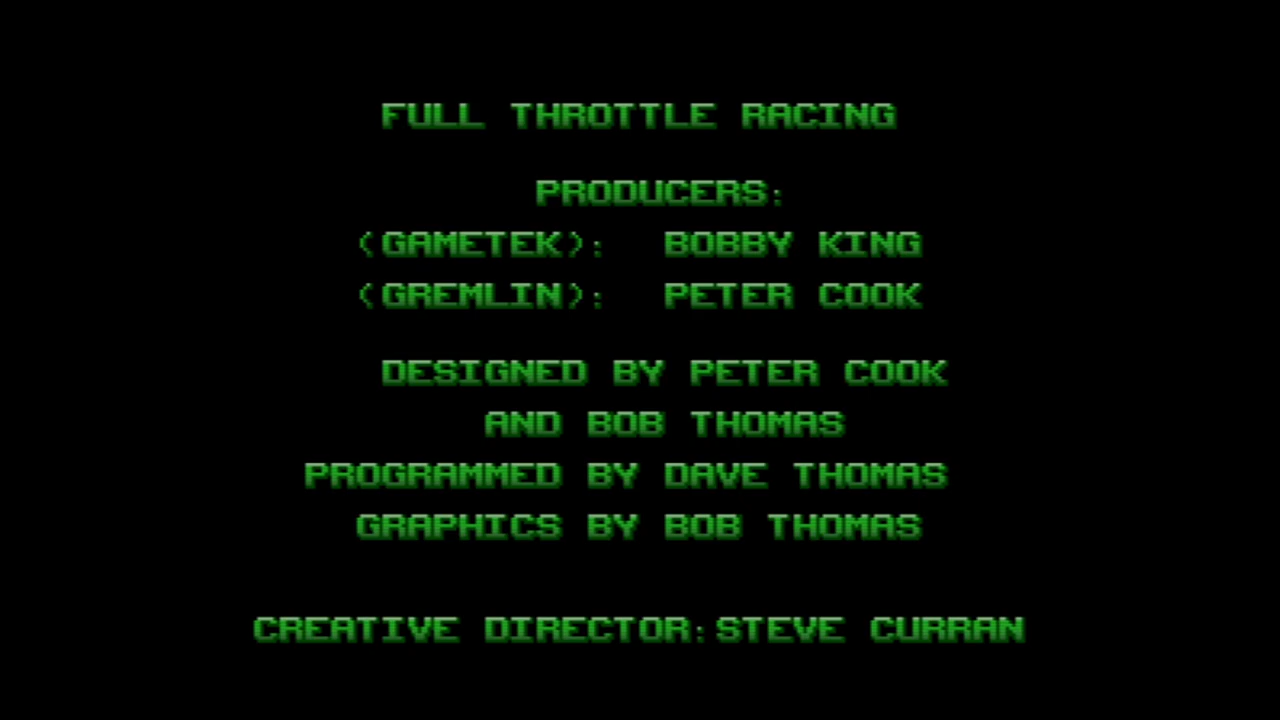 FULL THROTTLE RACING
PRODUCERS:
(GAMETEK): BOBBY KING
(GREMLIN): PETER COOK
DESIGNED BY PETER COOK
AND BOB THOMAS
PROGRAMMED BY DAVE THOMAS
GRAPHICS BY BOB THOMAS
CREATIVE DIRECTOR:STEVE CURRAN